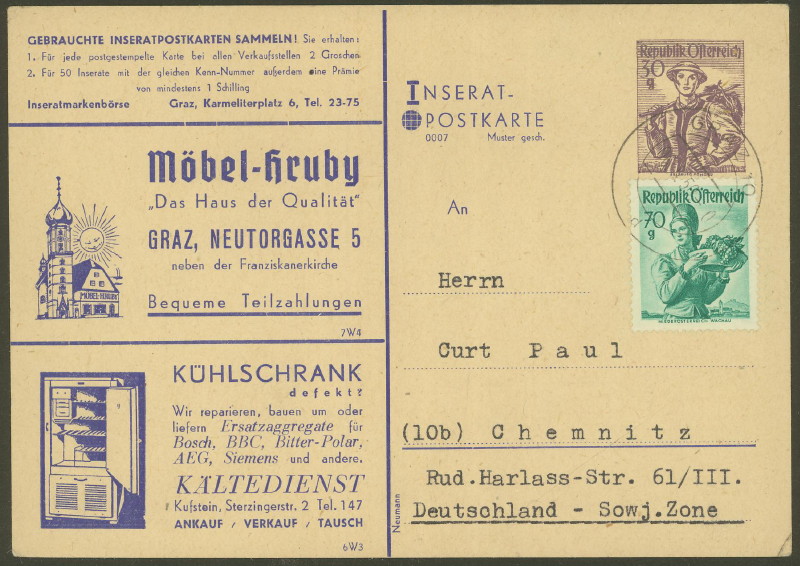 GEBRAUCHTE INSERATPOSTKARTEN SAMMELN! Sie erhalten:
1. Für jede postgestempelte Karte bei allen Verkaufsstellen 2 Groschen
2. Für 50 Inserate mit der gleichen Kenn-Nummer außerdem eine Prämie
von mindestens 1 Schilling
Inseratmarkenbörse Graz, Karmeliterplatz 6, Tel. 23-75
Möbel-Hruby
„Das Haus der Qualität“
GRAZ, NEUTORGASSE 5
neben der Franziskanerkirche
Bequeme Teilzahlungen
MÖBEL-HRUBY
7W4
KÜHLSCHRANK
defekt?
Wir reparieren, bauen um oder
liefern Ersatzaggregate für
Bosch, BBC, Bitter-Polar,
AEG, Siemens und andere.
KÄLTEDIENST
Kufstein, Sterzingerstr. 2 Tel. 147
ANKAUF / VERKAUF / TAUSCH
6W3
INSERAT-
POSTKARTE
0007 Muster gesch.
Republik Österreich
30
g
Republik Österreich
70
g
NIEDERÖSTERREICH WACHAU
An
Herrn
Curt Paul
(10b) Chemnitz
Rud.Harlass-Str. 61/III.
Deutschland - Sowj.Zone
Neumann